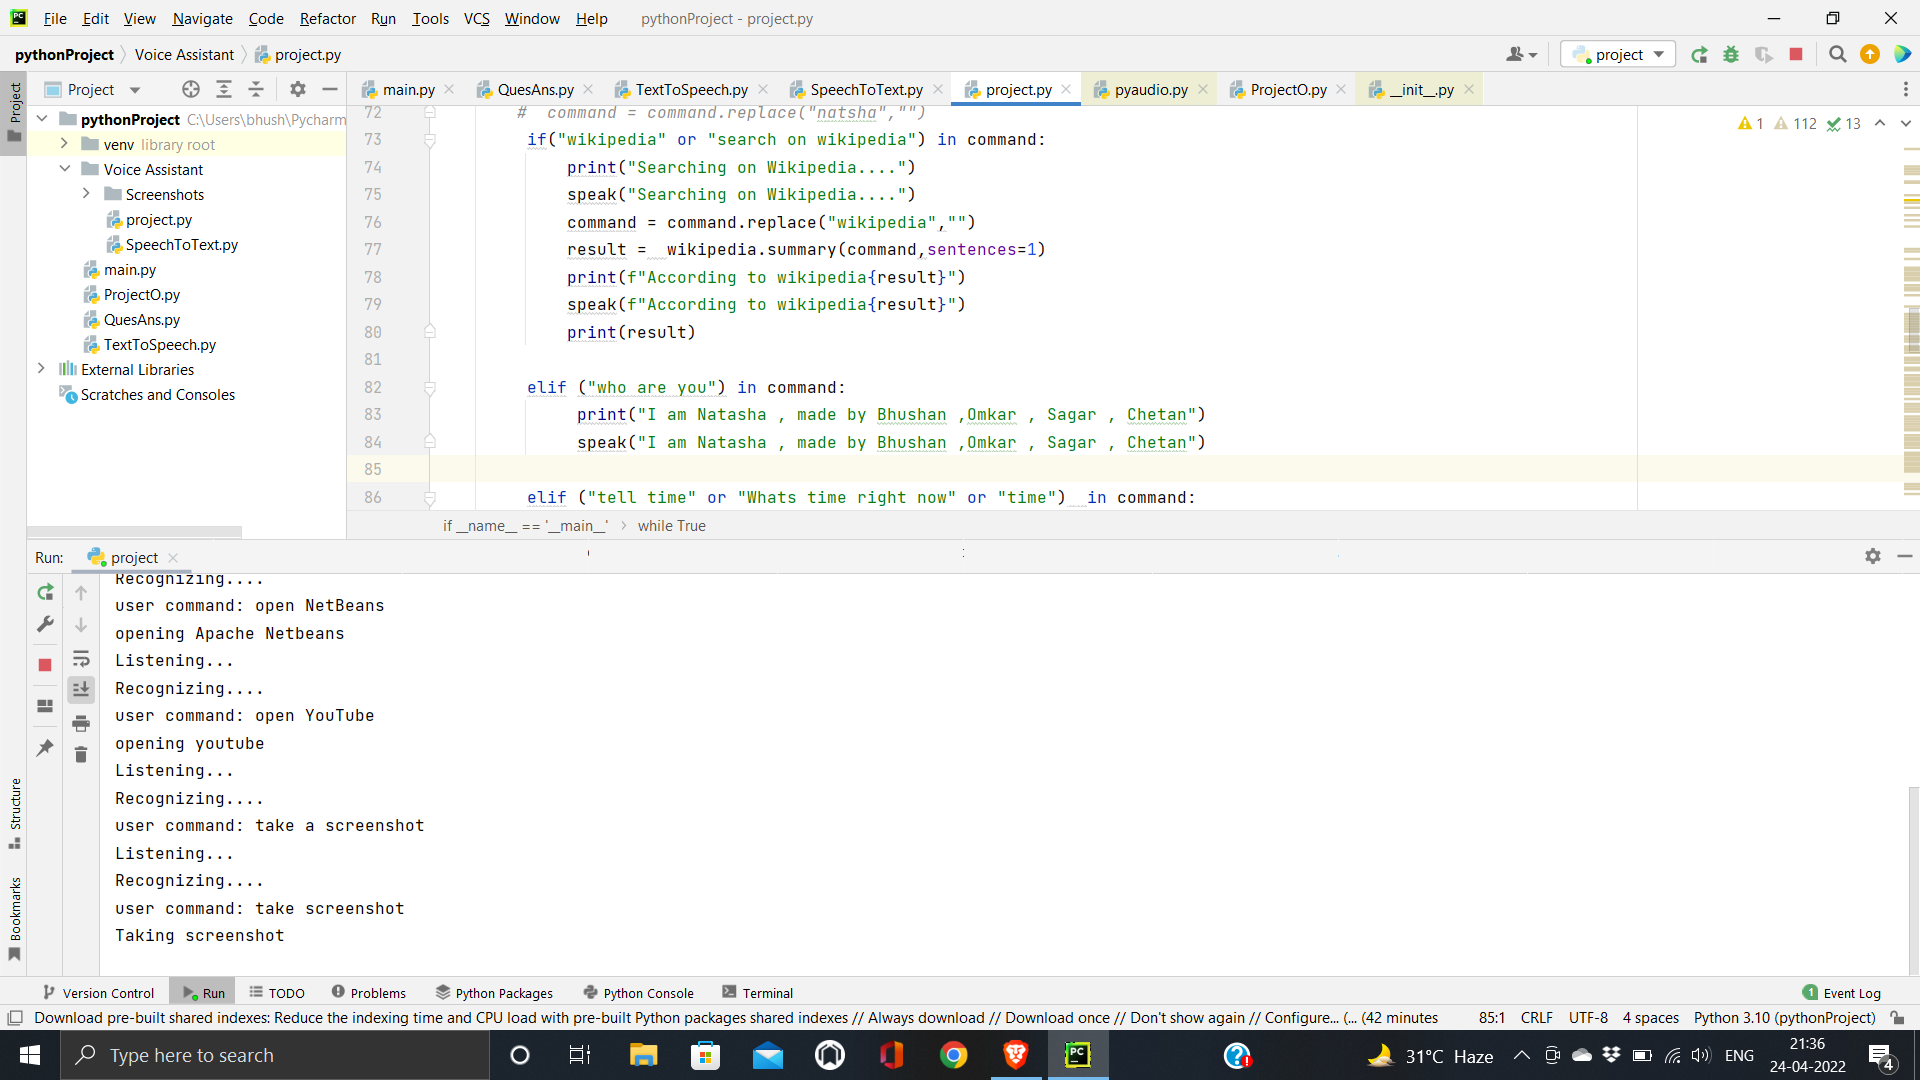 File Edit View Navigate Code Refactor Run Tools VCS Window Help pythonProject - project.py
pythonProject Voice Assistant project.py project
Project
Project
main.py QuesAns.py TextToSpeech.py SpeechToText.py project.py pyaudio.py ProjectO.py __init__.py
pythonProject C:\Users\bhush\Pycharm
venv library root
Voice Assistant
Screenshots
project.py
SpeechToText.py
main.py
ProjectO.py
QuesAns.py
TextToSpeech.py
External Libraries
Scratches and Consoles
1 112 13
72 # command = command.replace("natsha","")
73 if("wikipedia" or "search on wikipedia") in command:
74 print("Searching on Wikipedia....")
75 speak("Searching on Wikipedia....")
76 command = command.replace("wikipedia","")
77 result = wikipedia.summary(command,sentences=1)
78 print(f"According to wikipedia{result}")
79 speak(f"According to wikipedia{result}")
80 print(result)
81
82 elif ("who are you") in command:
83 print("I am Natasha , made by Bhushan ,Omkar , Sagar , Chetan")
84 speak("I am Natasha , made by Bhushan ,Omkar , Sagar , Chetan")
85
86 elif ("tell time" or "Whats time right now" or "time") in command:
if __name__ == '__main__' while True
Run: project
Recognizing....
user command: open NetBeans
opening Apache Netbeans
Listening...
Recognizing....
user command: open YouTube
opening youtube
Listening...
Recognizing....
user command: take a screenshot
Listening...
Recognizing....
user command: take screenshot
Taking screenshot
Structure
Bookmarks
Version Control Run TODO Problems Python Packages Python Console Terminal 1 Event Log
Download pre-built shared indexes: Reduce the indexing time and CPU load with pre-built Python packages shared indexes // Always download // Download once // Don't show again // Configure... (... (42 minutes 85:1 CRLF UTF-8 4 spaces Python 3.10 (pythonProject)
Type here to search
PC
31°C Haze ENG
21:36
24-04-2022
4